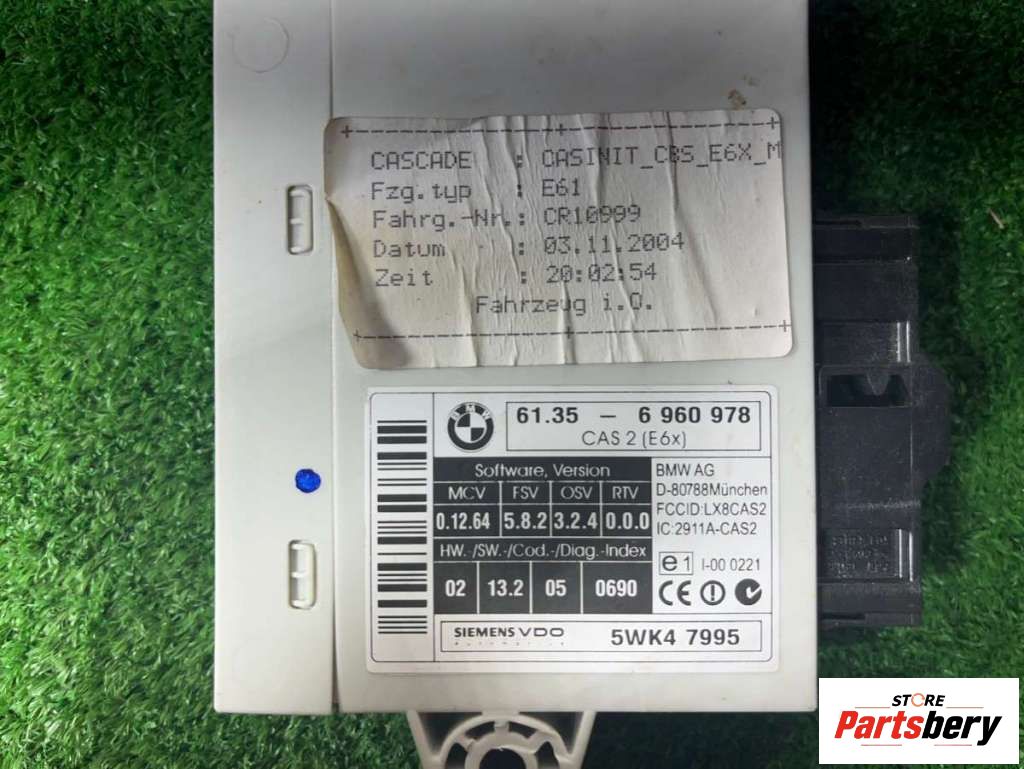 CASCADE : CASINIT_CBS_E6X_M
Fzg.typ : E61
Fahrg.-Nr.: CR10999
Datum : 03.11.2004
Zeit : 20:02:54
Fahrzeug i.O.
BMW
61.35 – 6 960 978
CAS 2 (E6x)
Software, Version
MCV FSV OSV RTV
0.12.64 5.8.2 3.2.4 0.0.0
HW.-/SW.-/Cod.-/Diag.-Index
02 13.2 05 0690
BMW AG
D-80788München
FCCID:LX8CAS2
IC:2911A-CAS2
e1 I-00 0221
CE
SIEMENS VDO
5WK4 7995
STORE
Partsbery